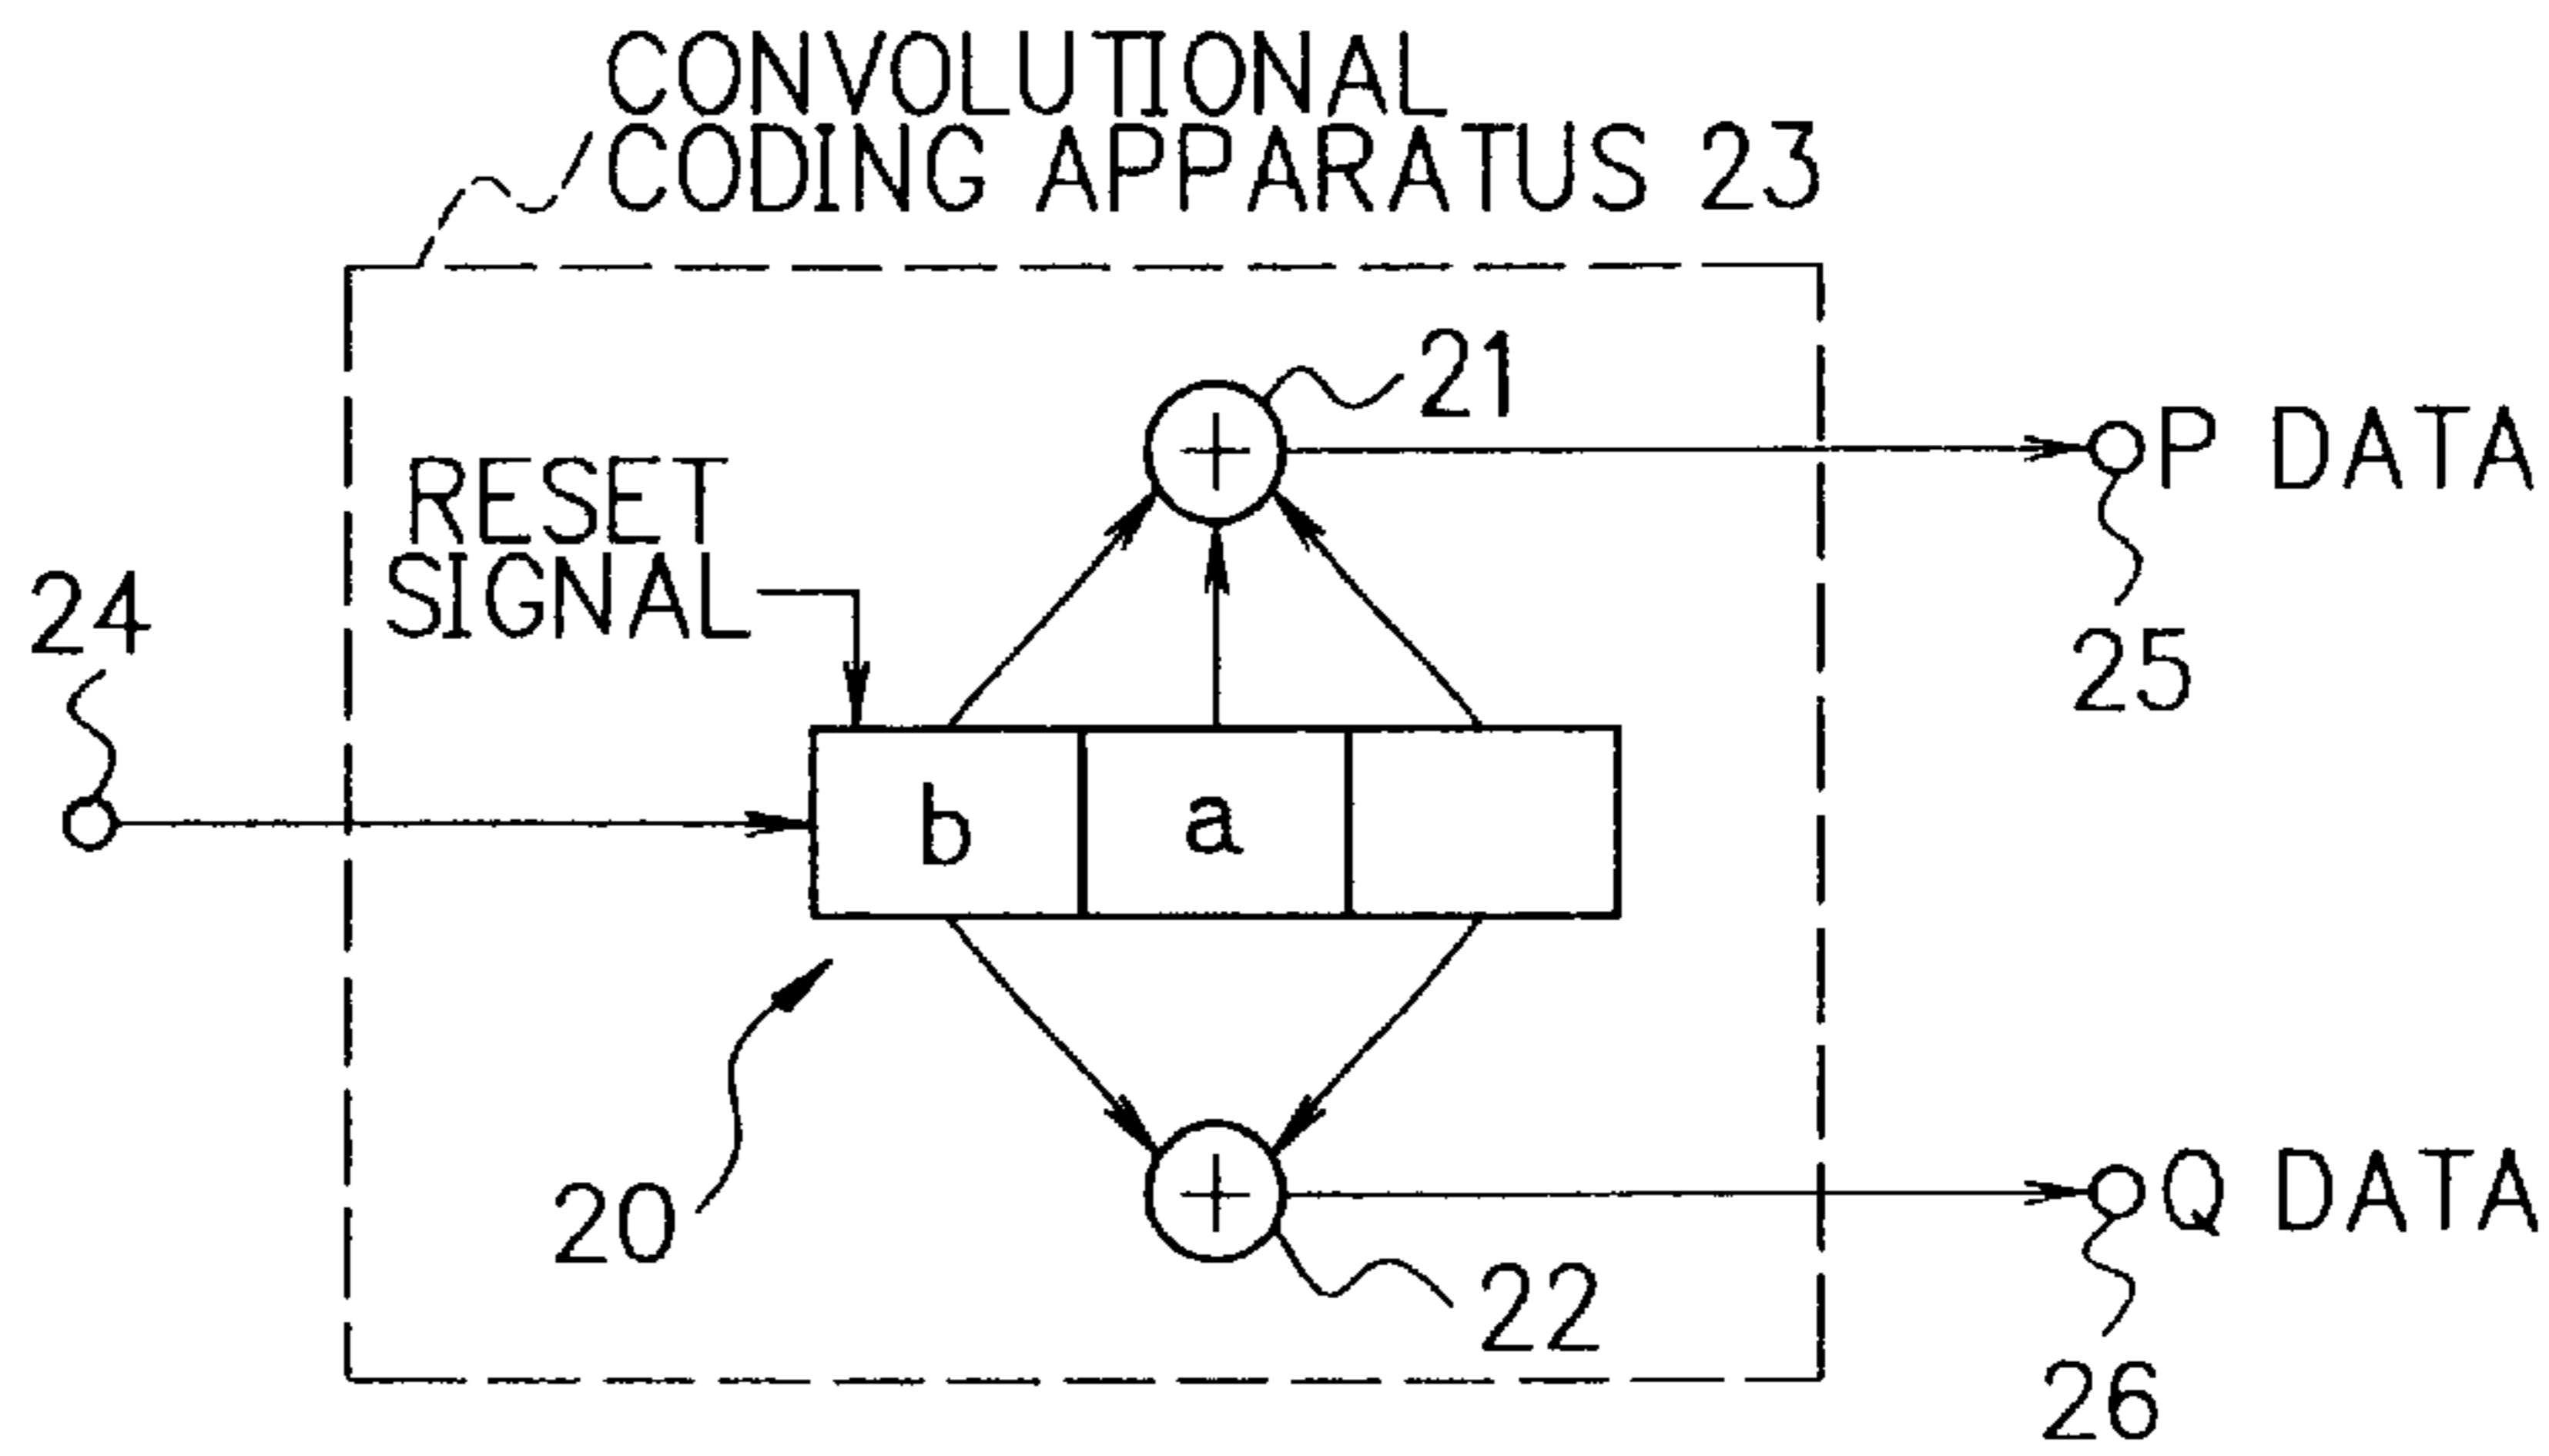 CONVOLUTIONAL
CODING APPARATUS 23
21
P DATA
RESET
SIGNAL
24
25
b a
20
22
Q DATA
26